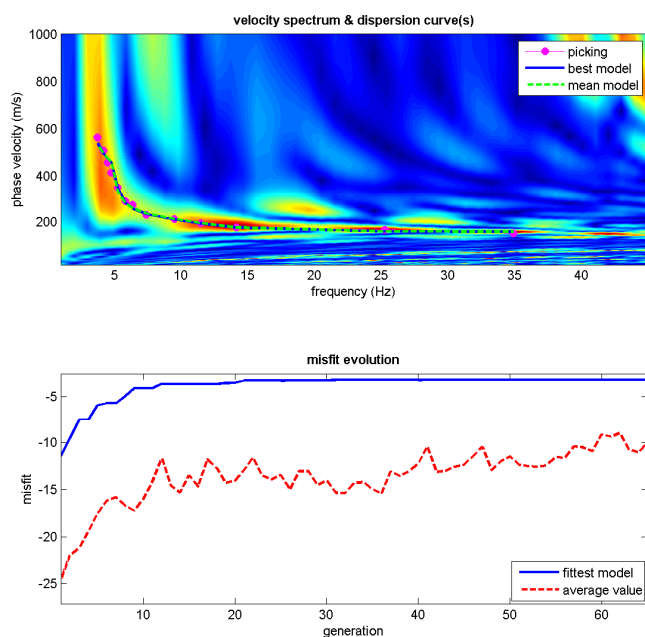 velocity spectrum & dispersion curve(s)
1000
800
600
400
200
phase velocity (m/s)
picking
best model
mean model
5
10
15
20
25
30
35
40
frequency (Hz)
misfit evolution
-5
-10
-15
-20
-25
misfit
fittest model
average value
10
20
30
40
50
60
generation